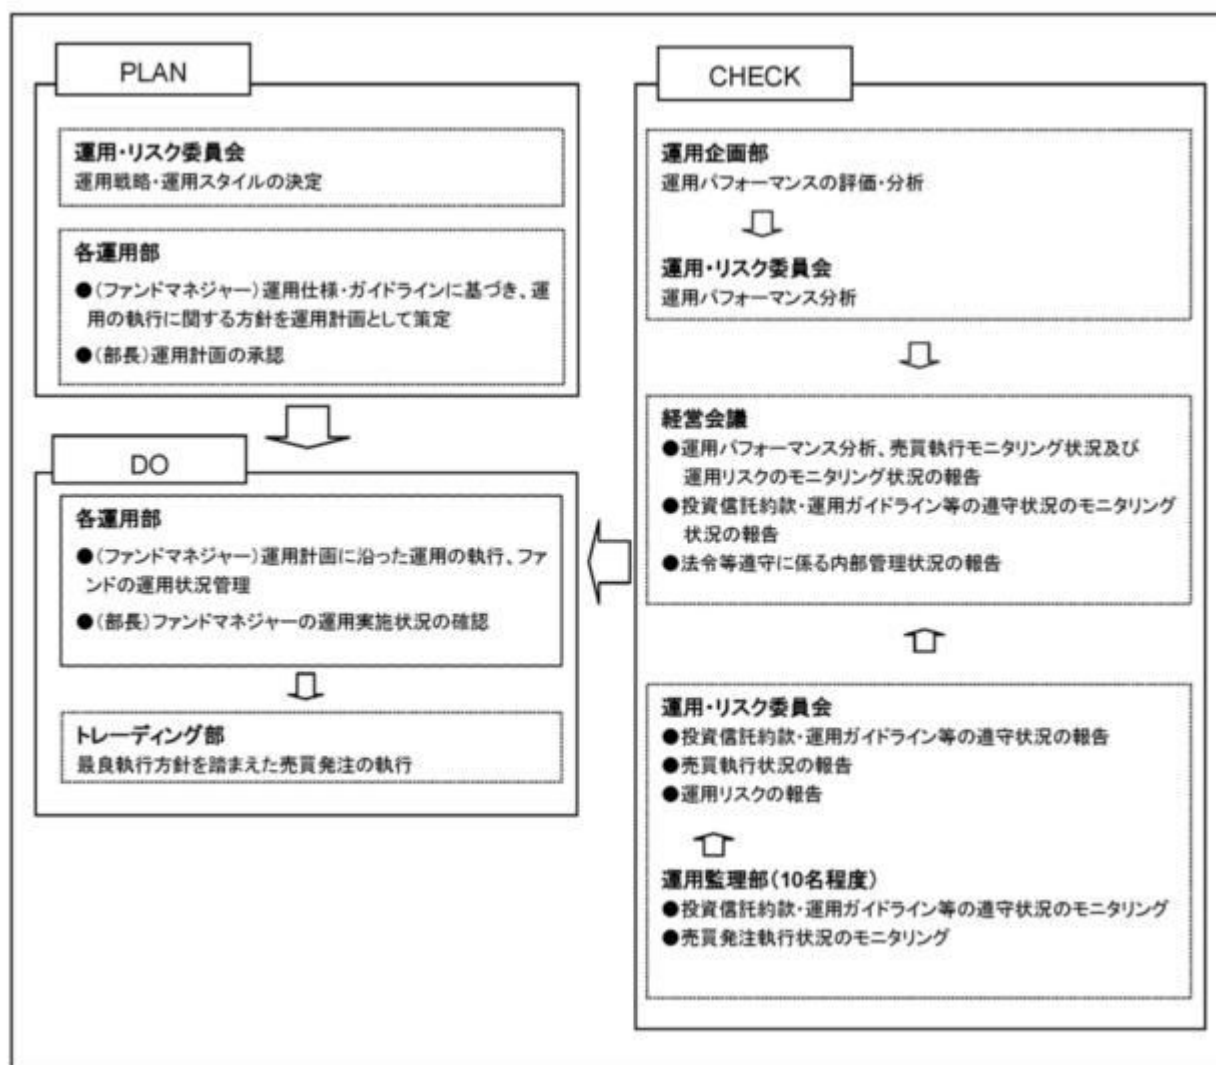 PLAN
運用・リスク委員会
運用戦略・運用スタイルの決定
各運用部
●(ファンドマネジャー)運用仕様・ガイドラインに基づき、運
用の執行に関する方針を運用計画として策定
●(部長)運用計画の承認
DO
各運用部
●(ファンドマネジャー)運用計画に沿った運用の執行、ファ
ンドの運用状況管理
●(部長)ファンドマネジャーの運用実施状況の確認
トレーディング部
最良執行方針を踏まえた売買発注の執行
CHECK
運用企画部
運用パフォーマンスの評価・分析
運用・リスク委員会
運用パフォーマンス分析
経営会議
●運用パフォーマンス分析、売買執行モニタリング状況及び
運用リスクのモニタリング状況の報告
●投資信託約款・運用ガイドライン等の遵守状況のモニタリング
状況の報告
●法令等遵守に係る内部管理状況の報告
運用・リスク委員会
●投資信託約款・運用ガイドライン等の遵守状況の報告
●売買執行状況の報告
●運用リスクの報告
運用監理部(10名程度)
●投資信託約款・運用ガイドライン等の遵守状況のモニタリング
●売買発注執行状況のモニタリング